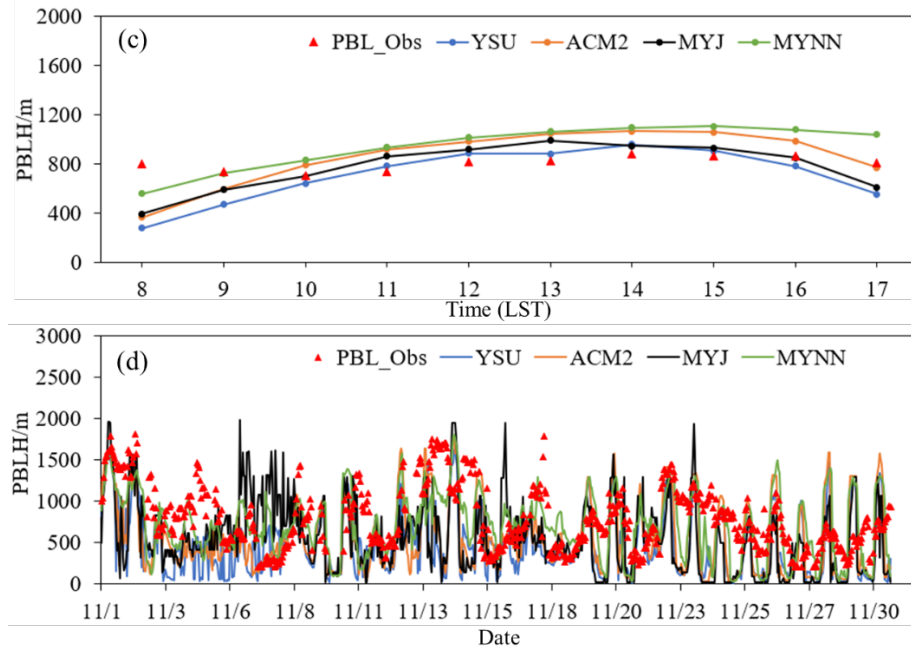 (c)
PBL_Obs YSU ACM2 MYJ MYNN
PBLH/m
2000
1600
1200
800
400
0
8 9 10 11 12 13 14 15 16 17
Time (LST)
(d)
PBL_Obs YSU ACM2 MYJ MYNN
PBLH/m
3000
2500
2000
1500
1000
500
0
11/1 11/3 11/6 11/8 11/11 11/13 11/15 11/18 11/20 11/23 11/25 11/27 11/30
Date